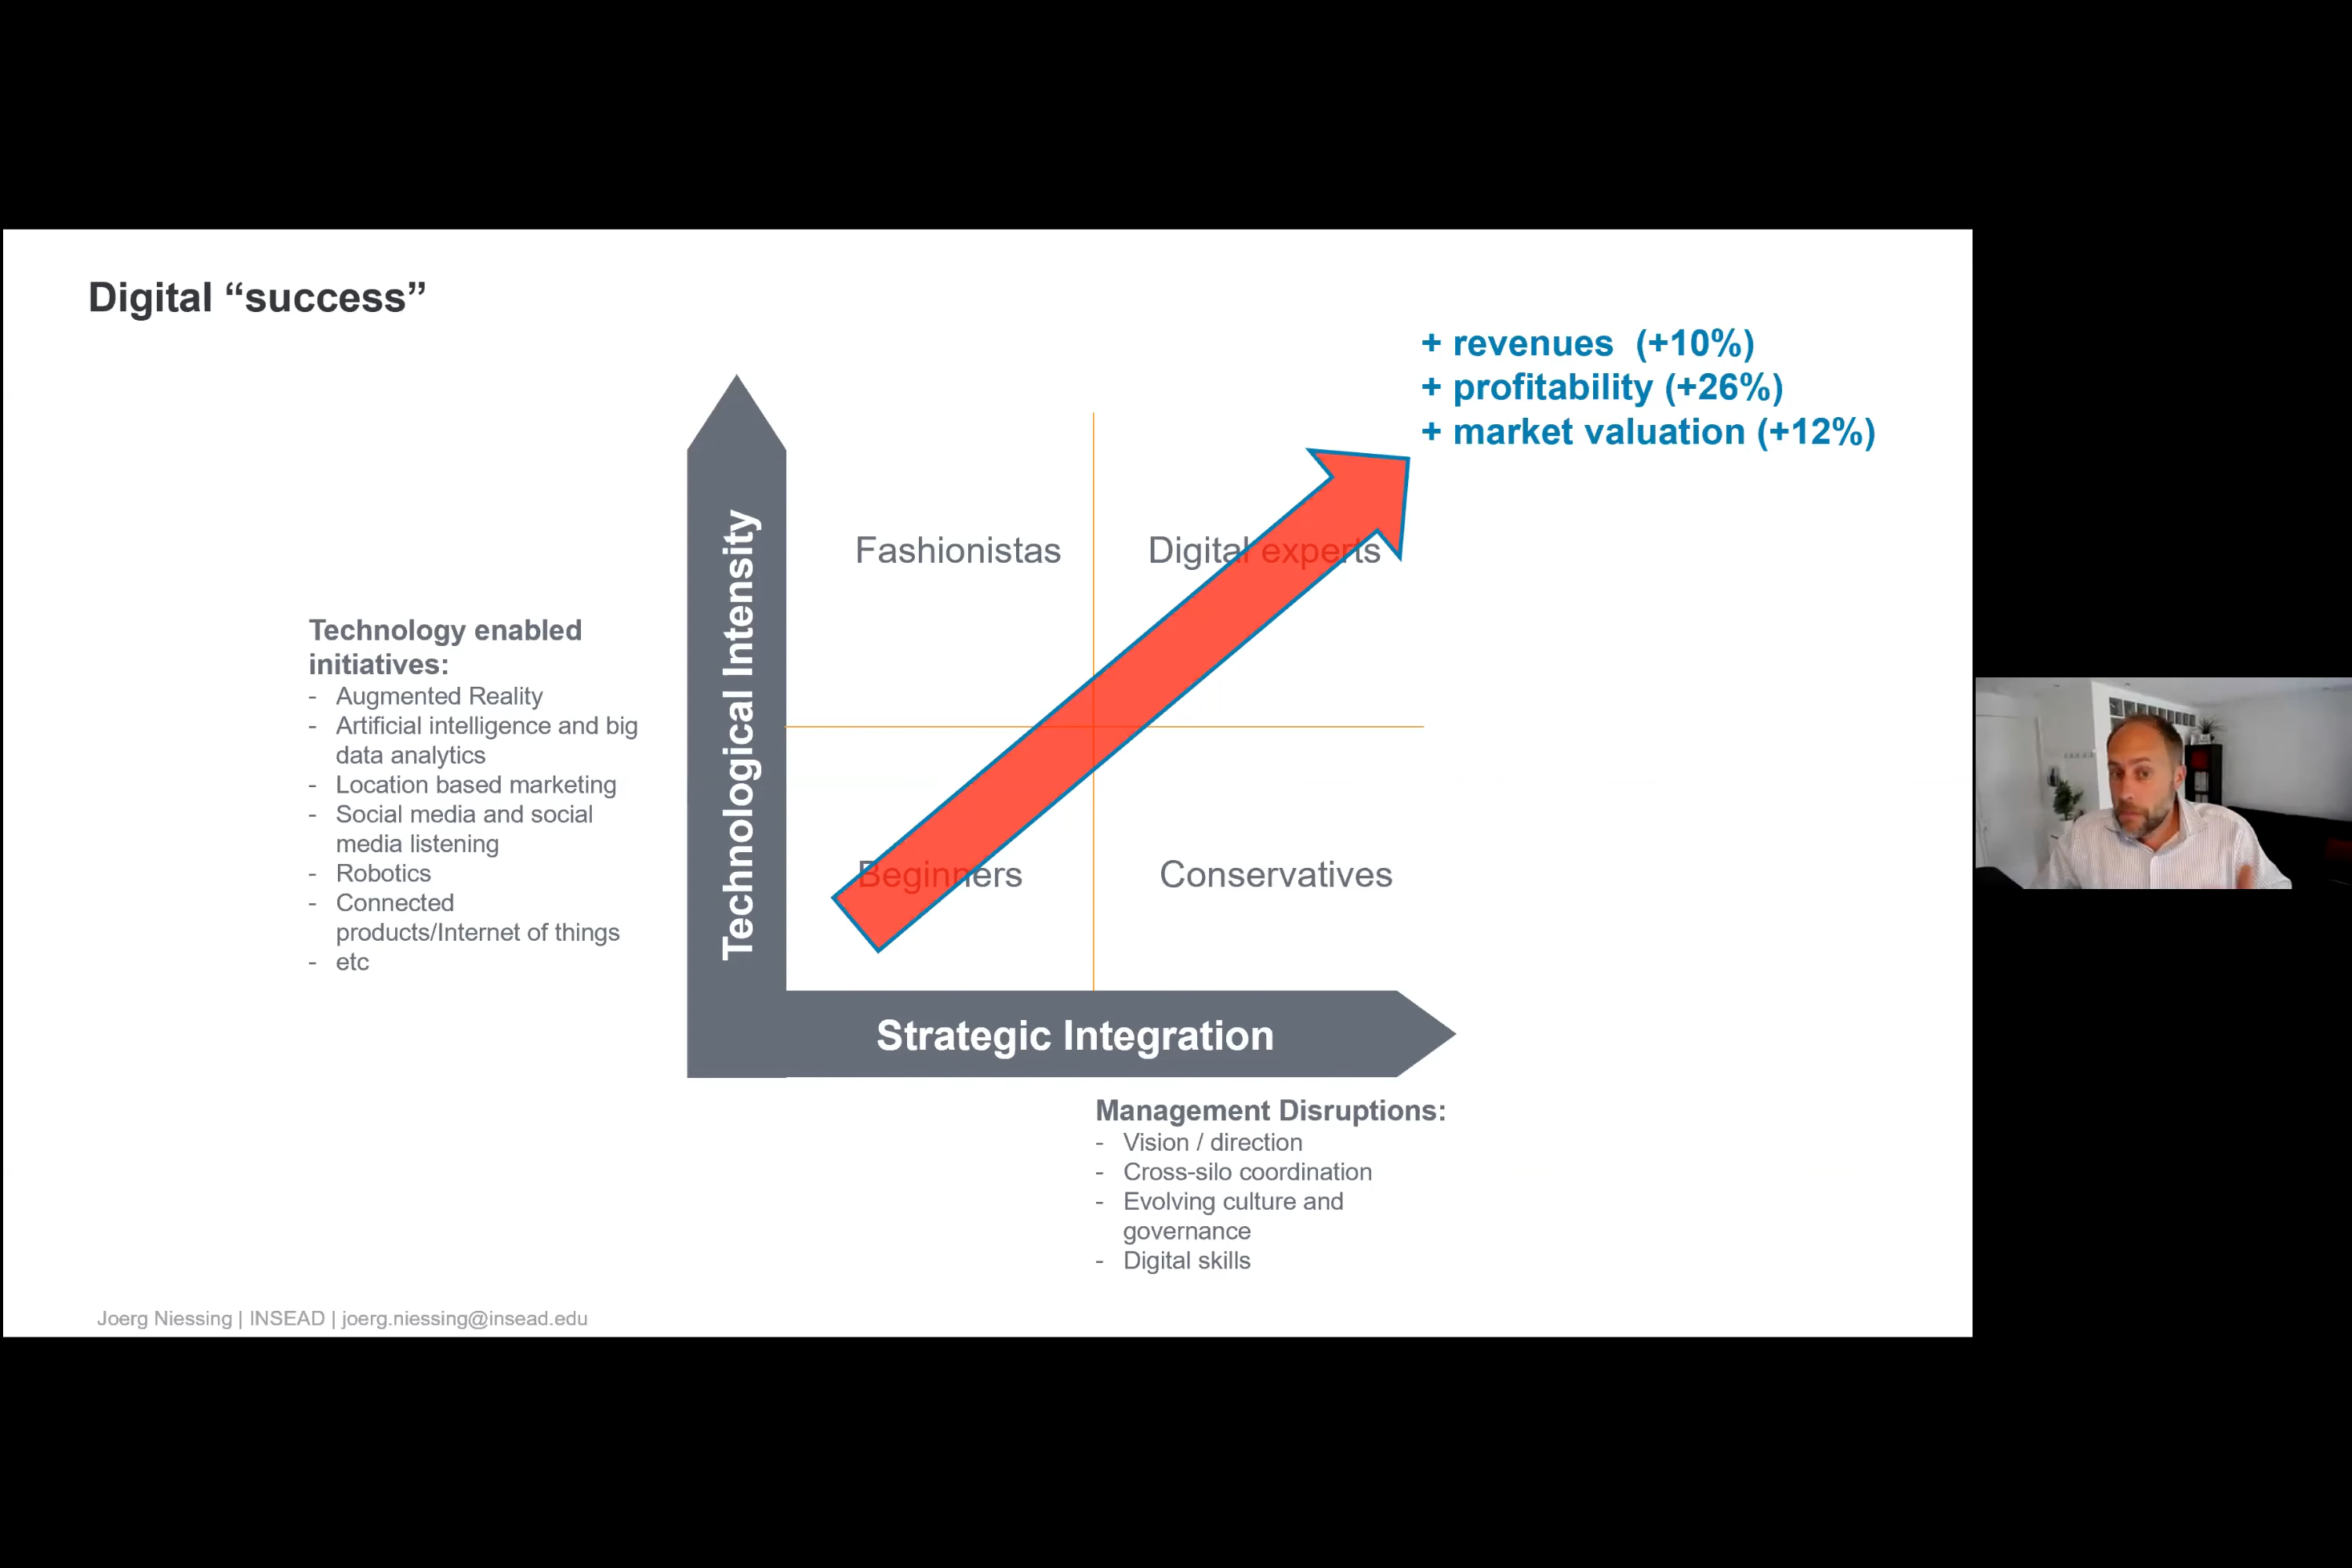 Digital “success”
+ revenues  (+10%)
+ profitability (+26%)
+ market valuation (+12%)
Technological Intensity
Fashionistas
Digital experts
Technology enabled
initiatives:
- Augmented Reality
- Artificial intelligence and big
data analytics
- Location based marketing
- Social media and social
media listening
- Robotics
- Connected
products/Internet of things
- etc
Beginners
Conservatives
Strategic Integration
Management Disruptions:
- Vision / direction
- Cross-silo coordination
- Evolving culture and
governance
- Digital skills
Joerg Niessing | INSEAD | joerg.niessing@insead.edu